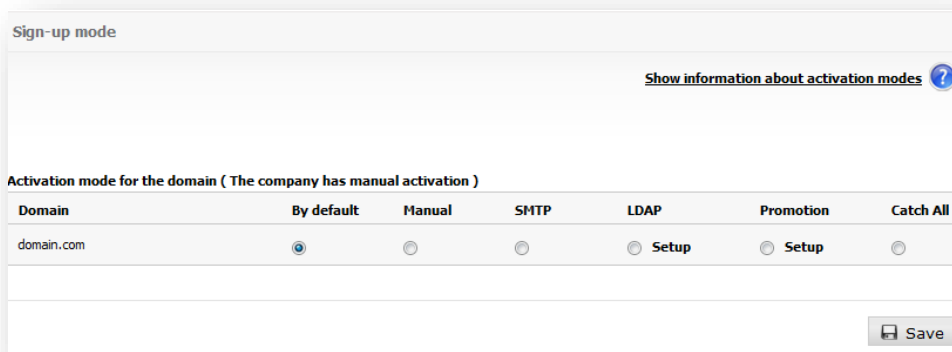 Sign-up mode
Show information about activation modes ?
Activation mode for the domain ( The company has manual activation )
Domain By default Manual SMTP LDAP Promotion Catch All
domain.com Setup Setup
Save